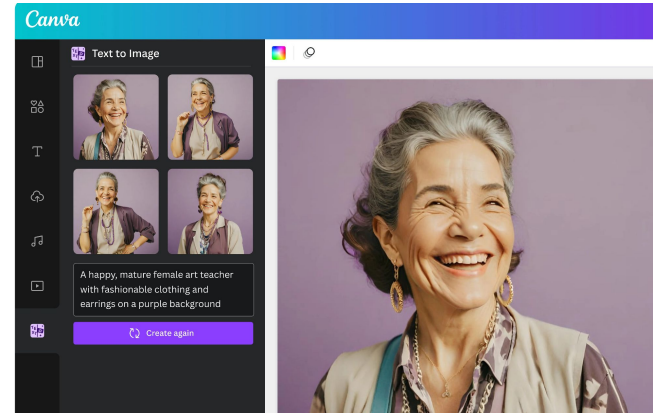 Canva
Text to Image
A happy, mature female art teacher
with fashionable clothing and
earrings on a purple background
Create again